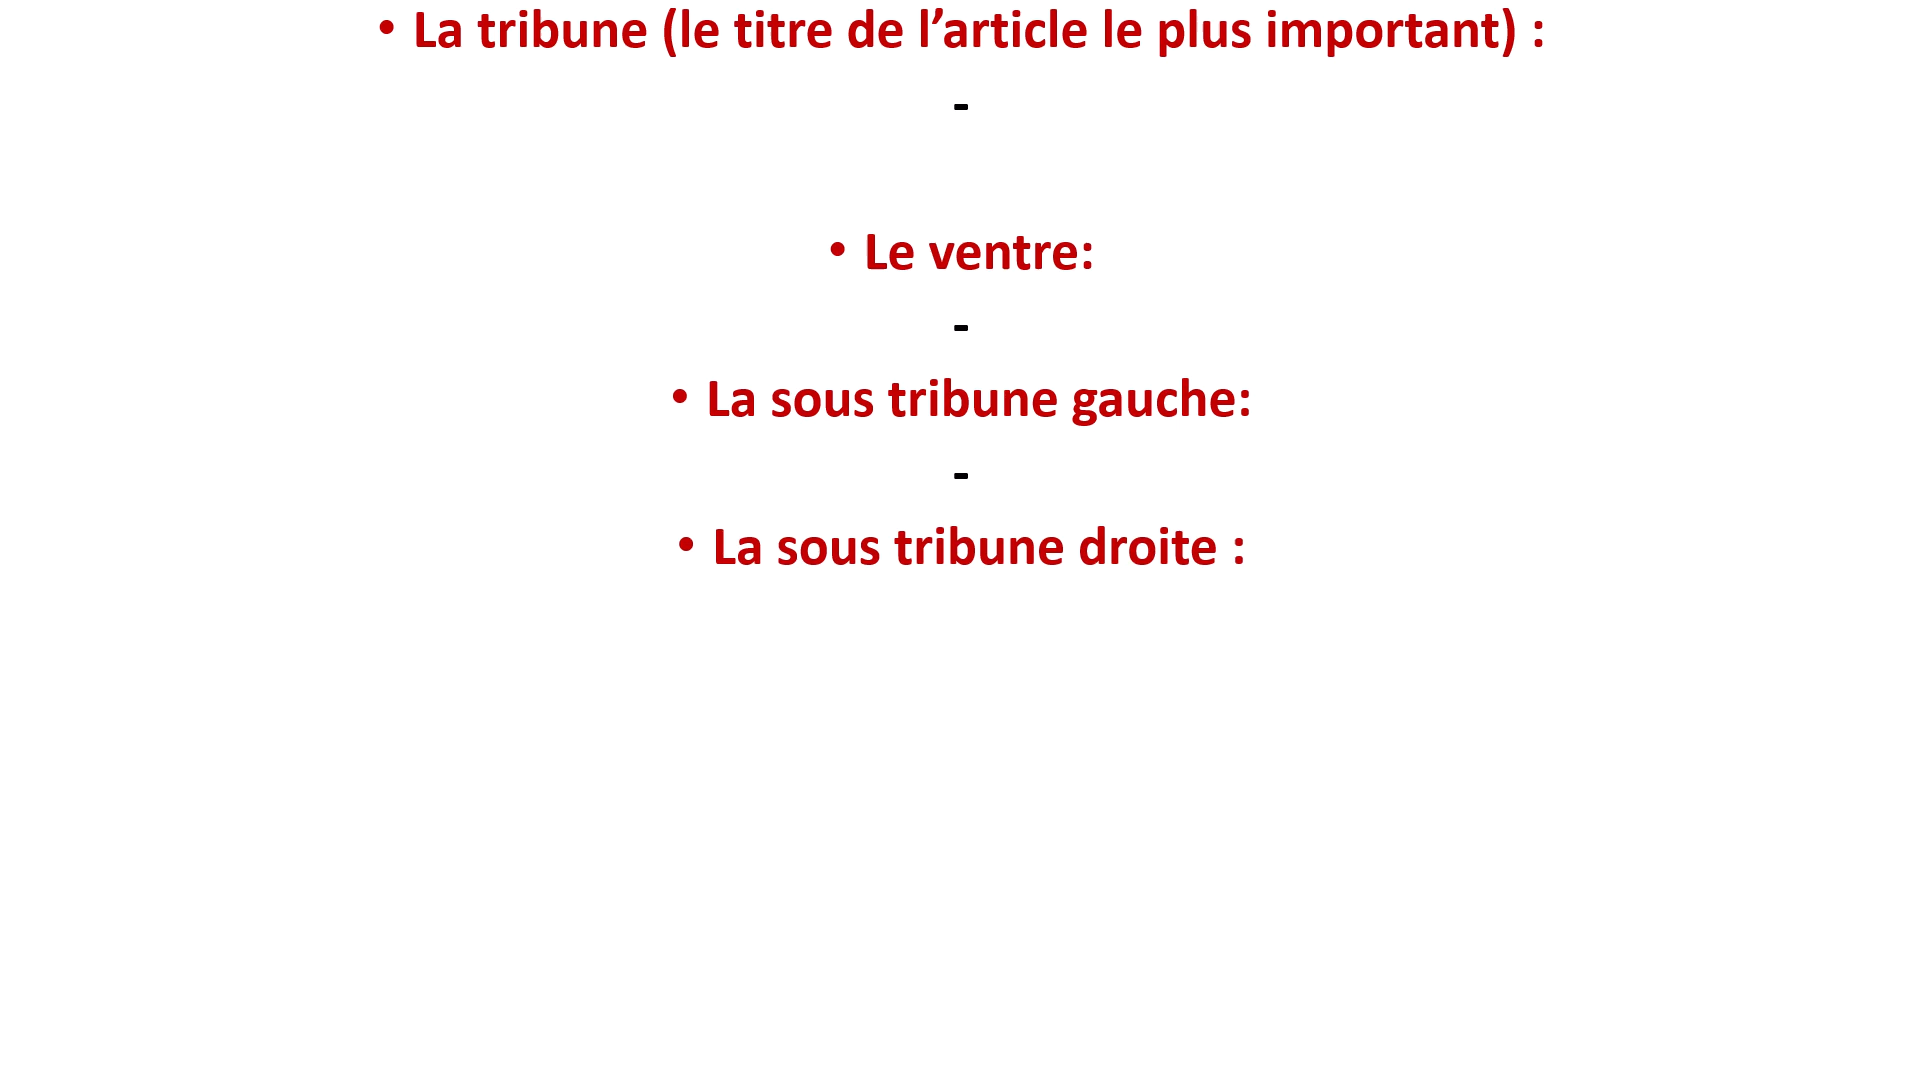 • La tribune (le titre de l’article le plus important) :
-
• Le ventre:
-
• La sous tribune gauche:
-
• La sous tribune droite :